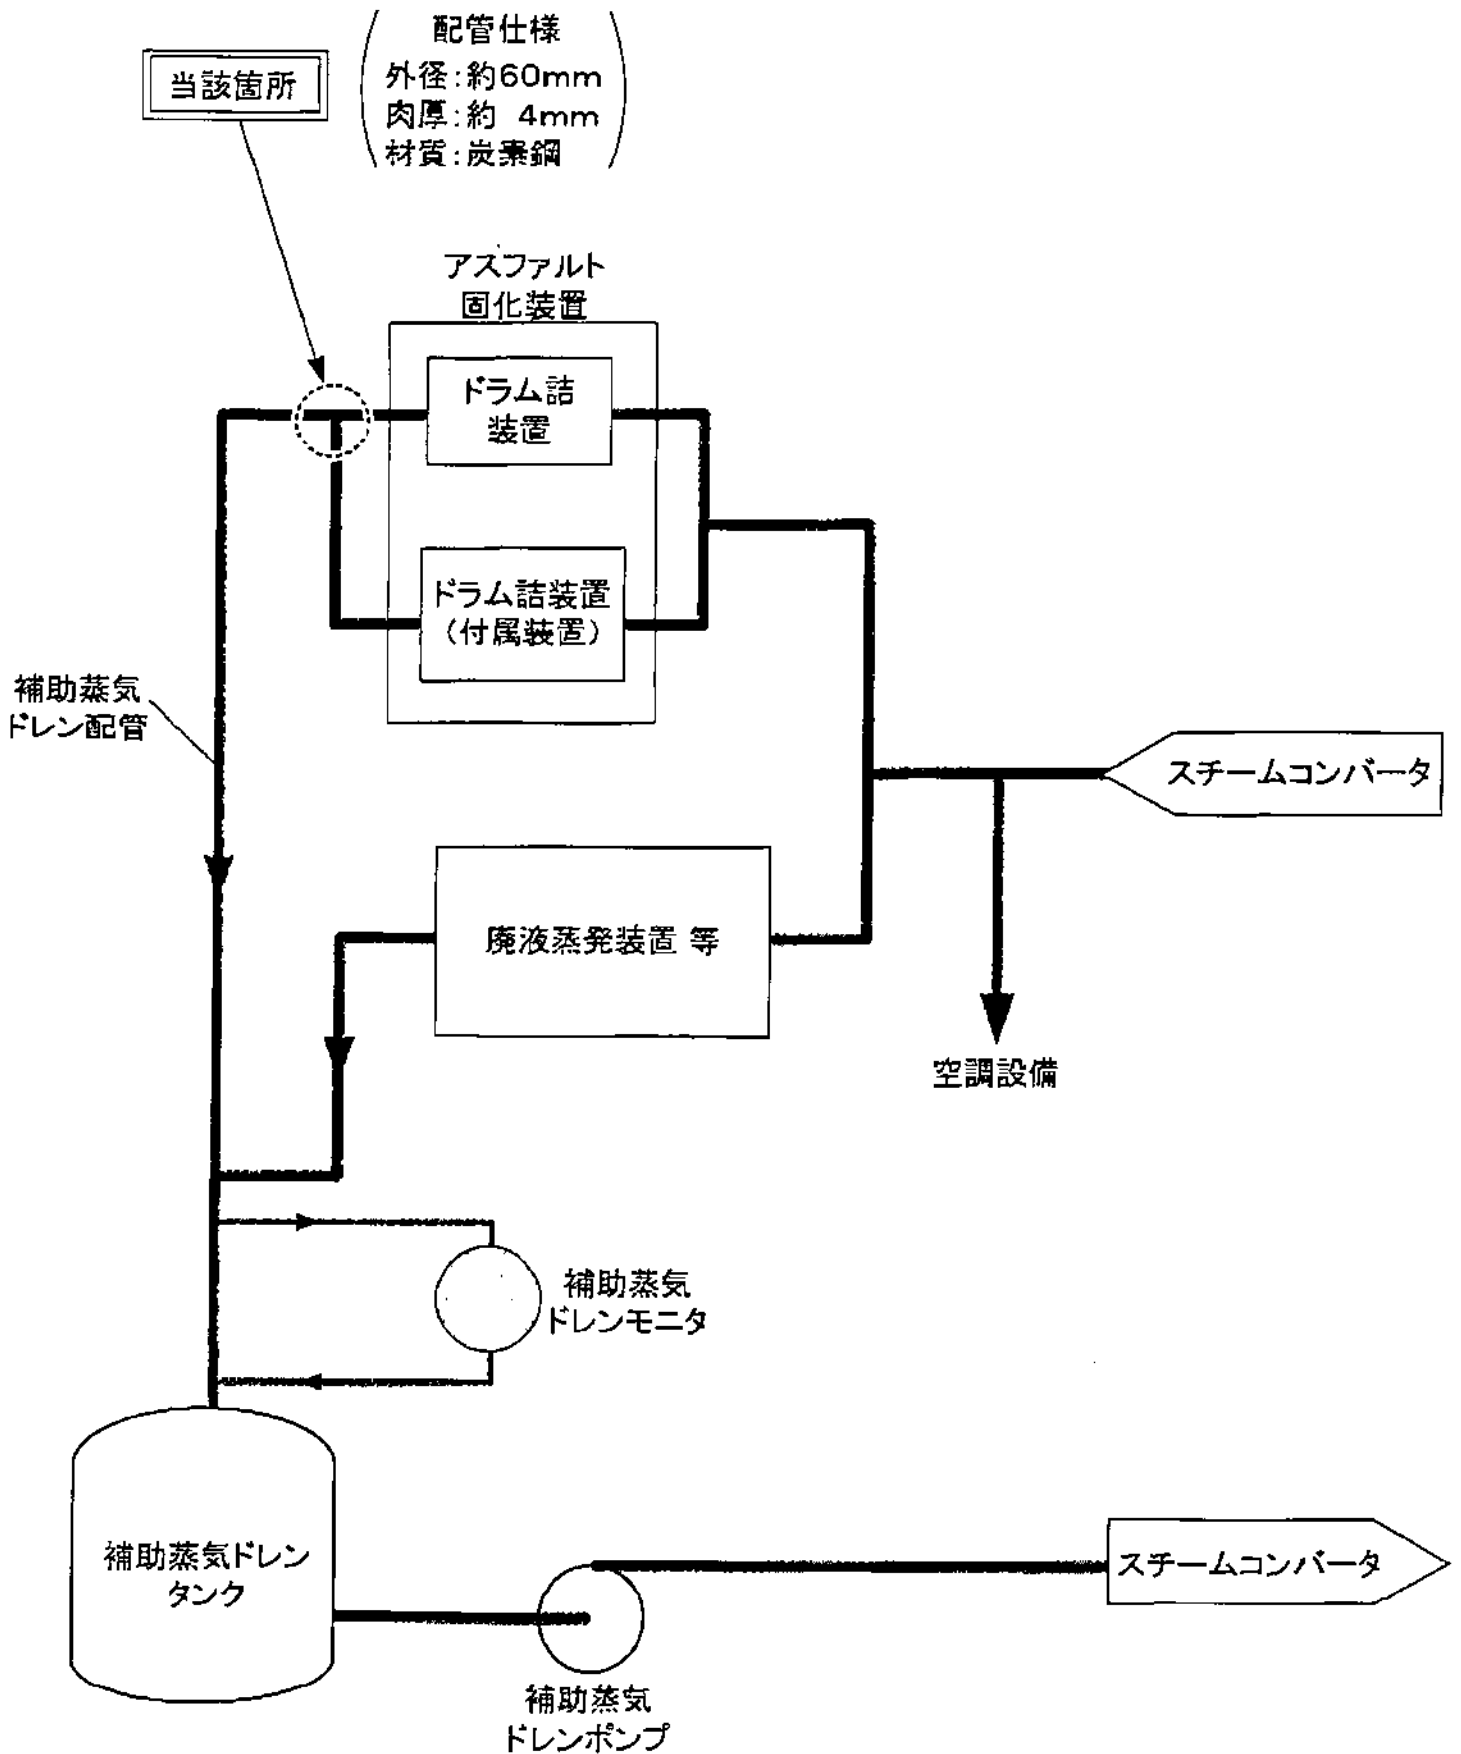 配管仕様
外径:約60mm
肉厚:約 4mm
材質:炭素鋼
当該箇所
アスファルト
固化装置
ドラム詰
装置
ドラム詰装置
(付属装置)
補助蒸気
ドレン配管
スチームコンバータ
廃液蒸発装置 等
空調設備
補助蒸気
ドレンモニタ
補助蒸気ドレン
タンク
スチームコンバータ
補助蒸気
ドレンポンプ